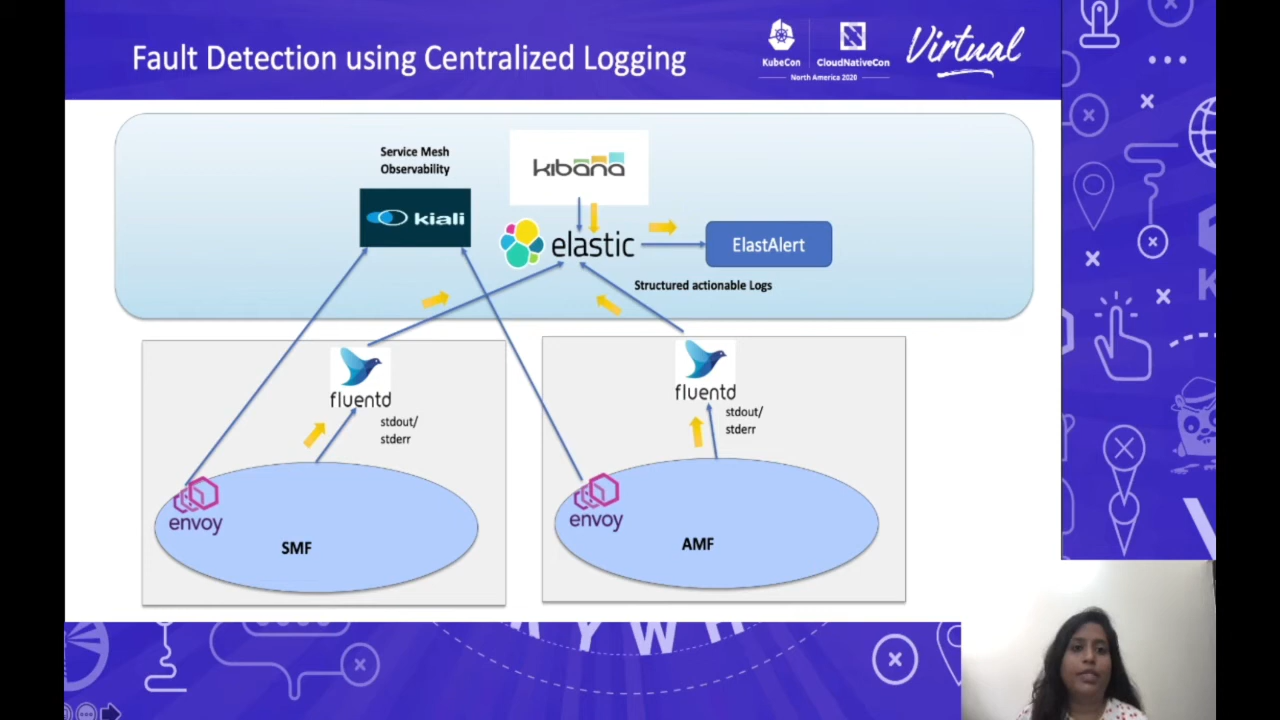 Fault Detection using Centralized Logging
KubeCon
CloudNativeCon
North America 2020
Virtual
Service Mesh
Observability
kiali
kibana
elastic
ElastAlert
Structured actionable Logs
fluentd
stdout/
stderr
envoy
SMF
fluentd
stdout/
stderr
envoy
AMF